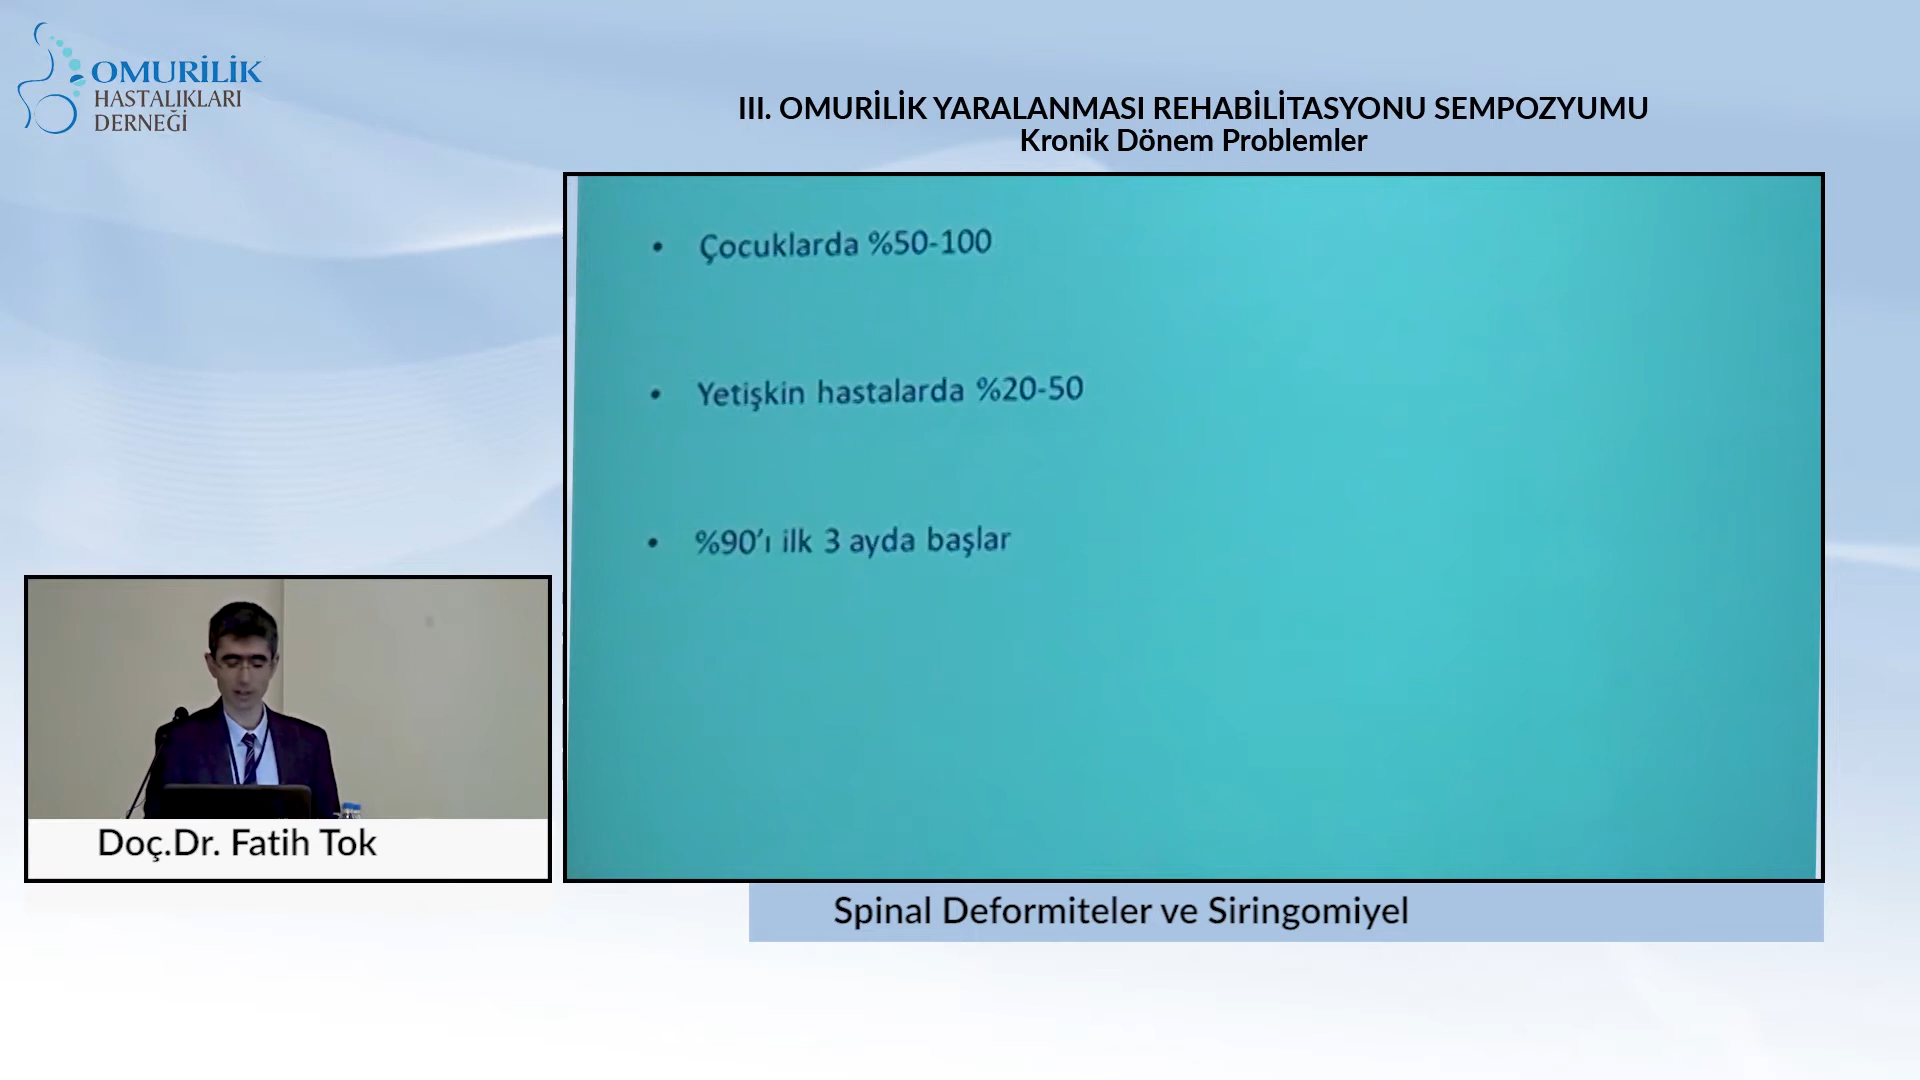 OMURİLİK
HASTALIKLARI
DERNEĞİ
III. OMURİLİK YARALANMASI REHABİLİTASYONU SEMPOZYUMU
Kronik Dönem Problemler
• Çocuklarda %50-100
• Yetişkin hastalarda %20-50
• %90’ı ilk 3 ayda başlar
Doç.Dr. Fatih Tok
Spinal Deformiteler ve Siringomiyel